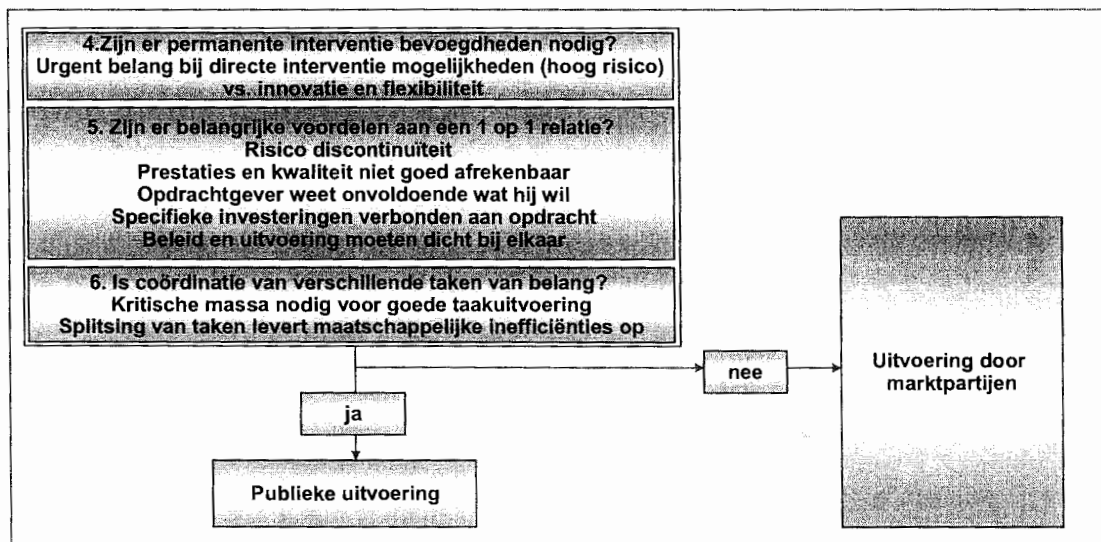 4.Zijn er permanente interventie bevoegdheden nodig?
Urgent belang bij directe interventie mogelijkheden (hoog risico)
vs. innovatie en flexibiliteit
5. Zijn er belangrijke voordelen aan een 1 op 1 relatie?
Risico discontinuïteit
Prestaties en kwaliteit niet goed afrekenbaar
Opdrachtgever weet onvoldoende wat hij wil
Specifieke investeringen verbonden aan opdracht
Beleid en uitvoering moeten dicht bij elkaar
6. Is coördinatie van verschillende taken van belang?
Kritische massa nodig voor goede taakuitvoering
Splitsing van taken levert maatschappelijke inefficiënties op
nee
Uitvoering door
marktpartijen
ja
Publieke uitvoering